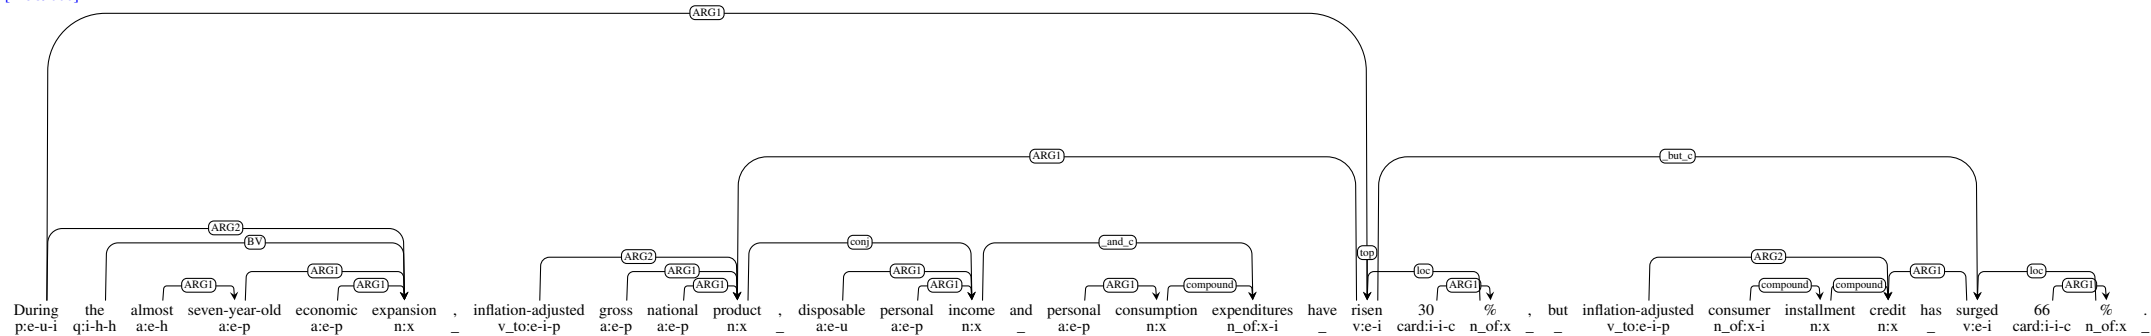 ARG1
ARG1 _but_c
ARG2
BV conj _and_c
ARG2 top ARG2
ARG1 ARG1 ARG1 loc ARG1 loc
ARG1 ARG1 ARG1 ARG1 ARG1 compound ARG1 compound compound ARG1
During the almost seven-year-old economic expansion , inflation-adjusted gross national product , disposable personal income and personal consumption expenditures have risen 30 % , but inflation-adjusted consumer installment credit has surged 66 % .
p:e-u-i q:i-h-h a:e-h a:e-p a:e-p n:x _ v_to:e-i-p a:e-p a:e-p n:x _ a:e-u a:e-p n:x _ a:e-p n:x n_of:x-i _ v:e-i card:i-i-c n_of:x _ _ v_to:e-i-p n_of:x-i n:x n:x _ v:e-i card:i-i-c n_of:x _